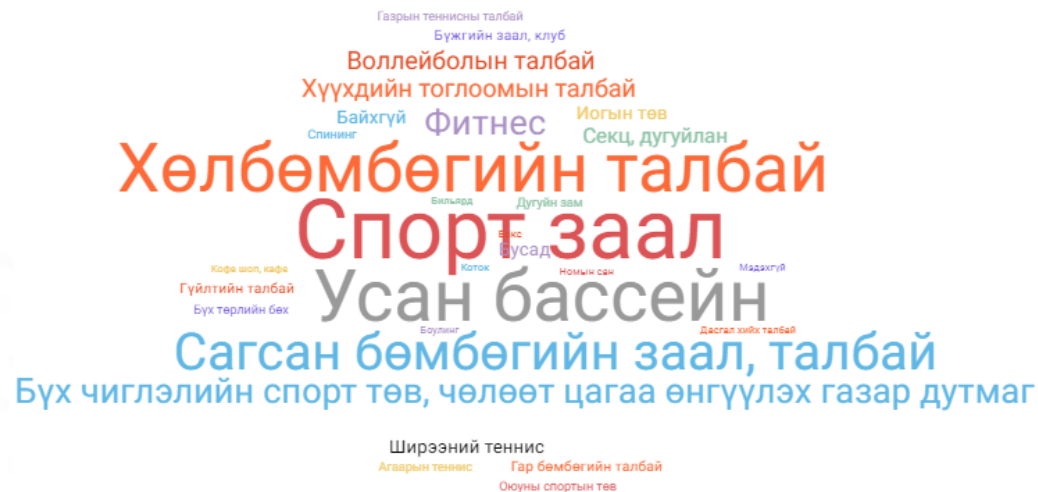 Газрын теннисны талбай
Бүжгийн заал, клуб
Воллейболын талбай
Хүүхдийн тоглоомын талбай
Байхгүй
Фитнес
Иогын төв
Спининг
Секц, дугуйлан
Хөлбөмбөгийн талбай
Бильярд
Дугуйн зам
Спорт заал
Бокс
Бусад
Кофе шоп, кафе
Коток
Номын сан
Мэдэхгүй
Гүйлтийн талбай
Усан бассейн
Бүх төрлийн бөх
Боулинг
Дасгал хийх талбай
Сагсан бөмбөгийн заал, талбай
Бүх чиглэлийн спорт төв, чөлөөт цагаа өнгүүлэх газар дутмаг
Ширээний теннис
Агаарын теннис
Гар бөмбөгийн талбай
Оюуны спортын төв